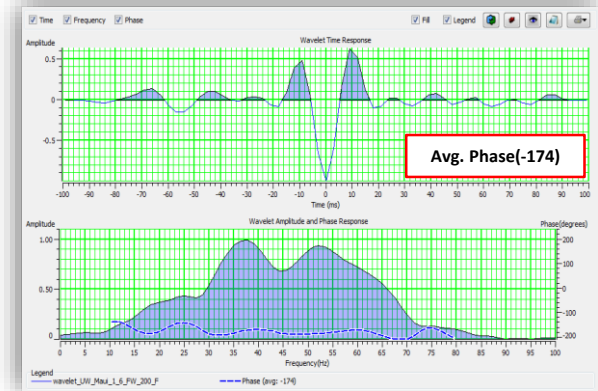 Time Frequency Phase Fill Legend
Wavelet Time Response
Amplitude
0.5
-0.5
Avg. Phase(-174)
-100 -90 -80 -70 -60 -50 -40 -30 -20 -10 0 10 20 30 40 50 60 70 80 90 100
Time (ms)
Wavelet Amplitude and Phase Response
Amplitude Phase(degrees)
1.00 200
100
0.50 0
-100
0 -200
0 5 10 15 20 25 30 35 40 45 50 55 60 65 70 75 80 85 90 95 100
Frequency(Hz)
Legend
wavelet_UW_Maui_1_6_FW_200_F Phase (avg: -174)